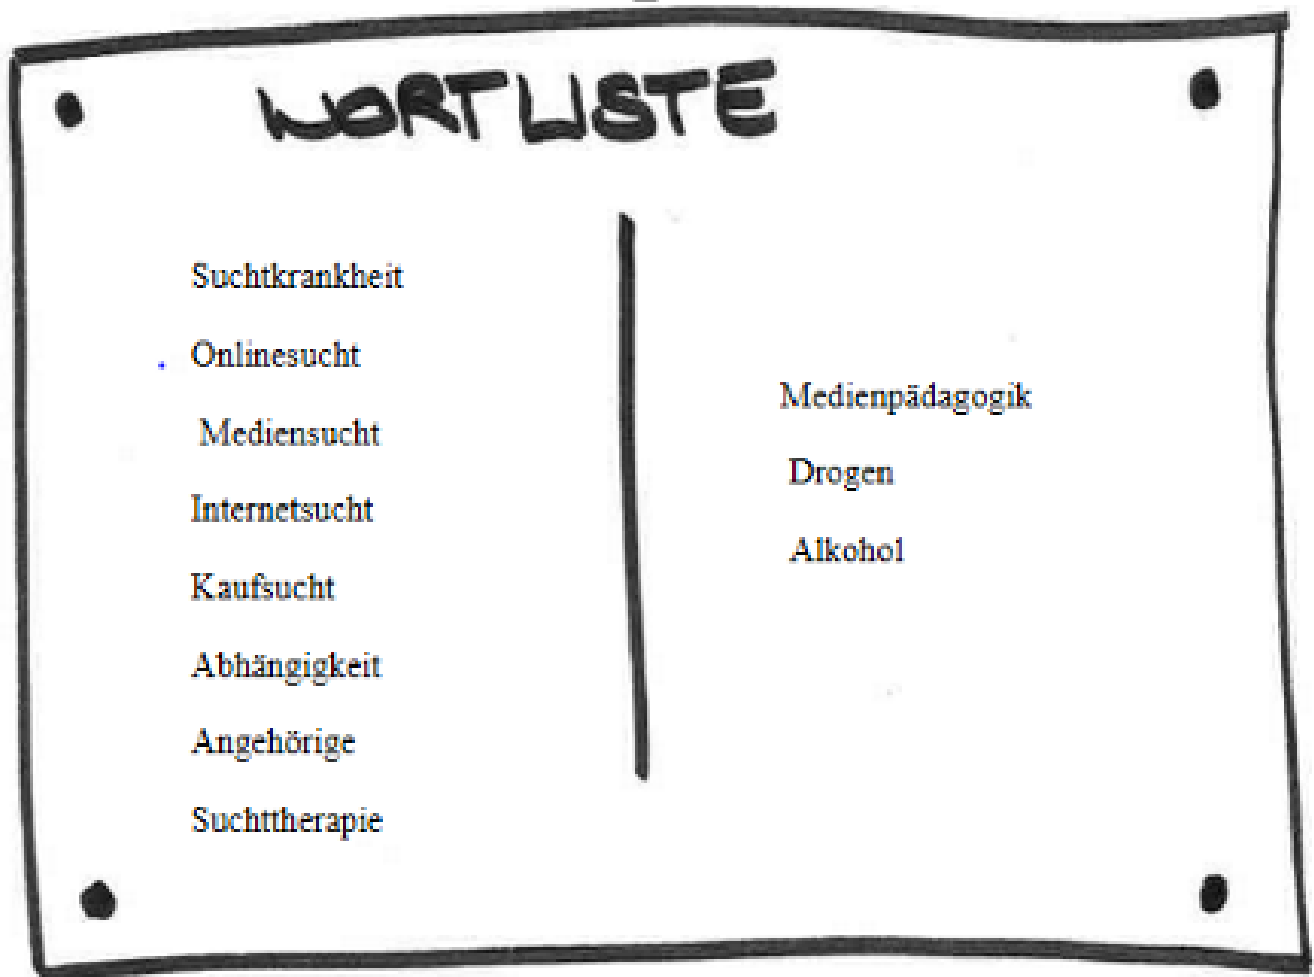 WORTLISTE
Suchtkrankheit
Onlinesucht
Mediensucht
Internetsucht
Kaufsucht
Abhängigkeit
Angehörige
Suchttherapie
Medienpädagogik
Drogen
Alkohol